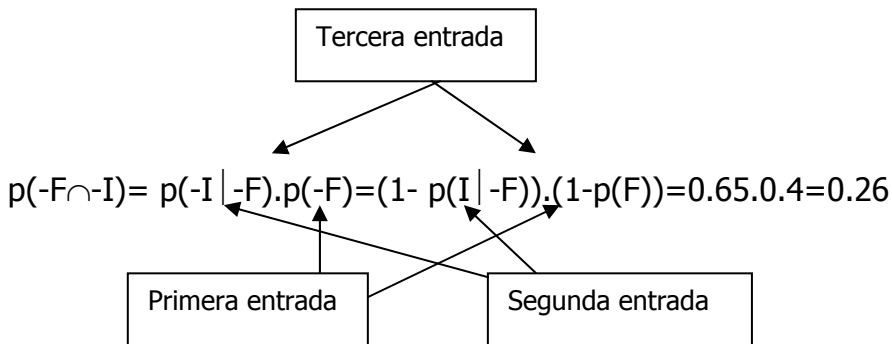 Tercera entrada
p(-F∩-I)= p(-I│-F).p(-F)=(1- p(I│-F)).(1-p(F))=0.65.0.4=0.26
Primera entrada
Segunda entrada